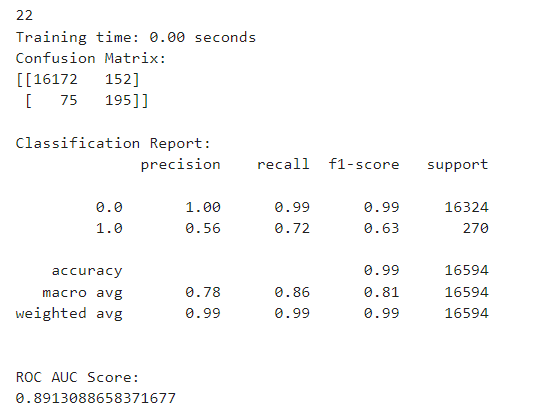 22
Training time: 0.00 seconds
Confusion Matrix:
[[16172   152]
 [   75   195]]
Classification Report:
              precision    recall  f1-score   support
         0.0       1.00      0.99      0.99     16324
         1.0       0.56      0.72      0.63       270
    accuracy                           0.99     16594
   macro avg       0.78      0.86      0.81     16594
weighted avg       0.99      0.99      0.99     16594
ROC AUC Score:
0.8913088658371677